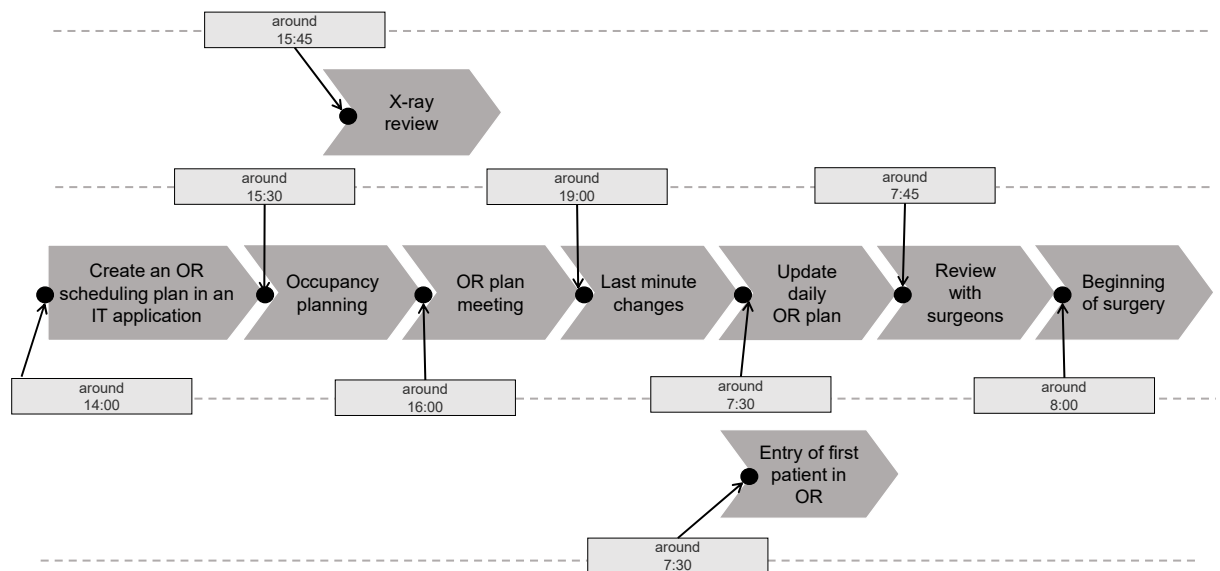 around
15:45
X-ray
review
around
15:30
around
19:00
around
7:45
Create an OR
scheduling plan in an
IT application
Occupancy
planning
OR plan
meeting
Last minute
changes
Update
daily
OR plan
Review
with
surgeons
Beginning
of surgery
around
14:00
around
16:00
around
7:30
around
8:00
Entry of first
patient in
OR
around
7:30